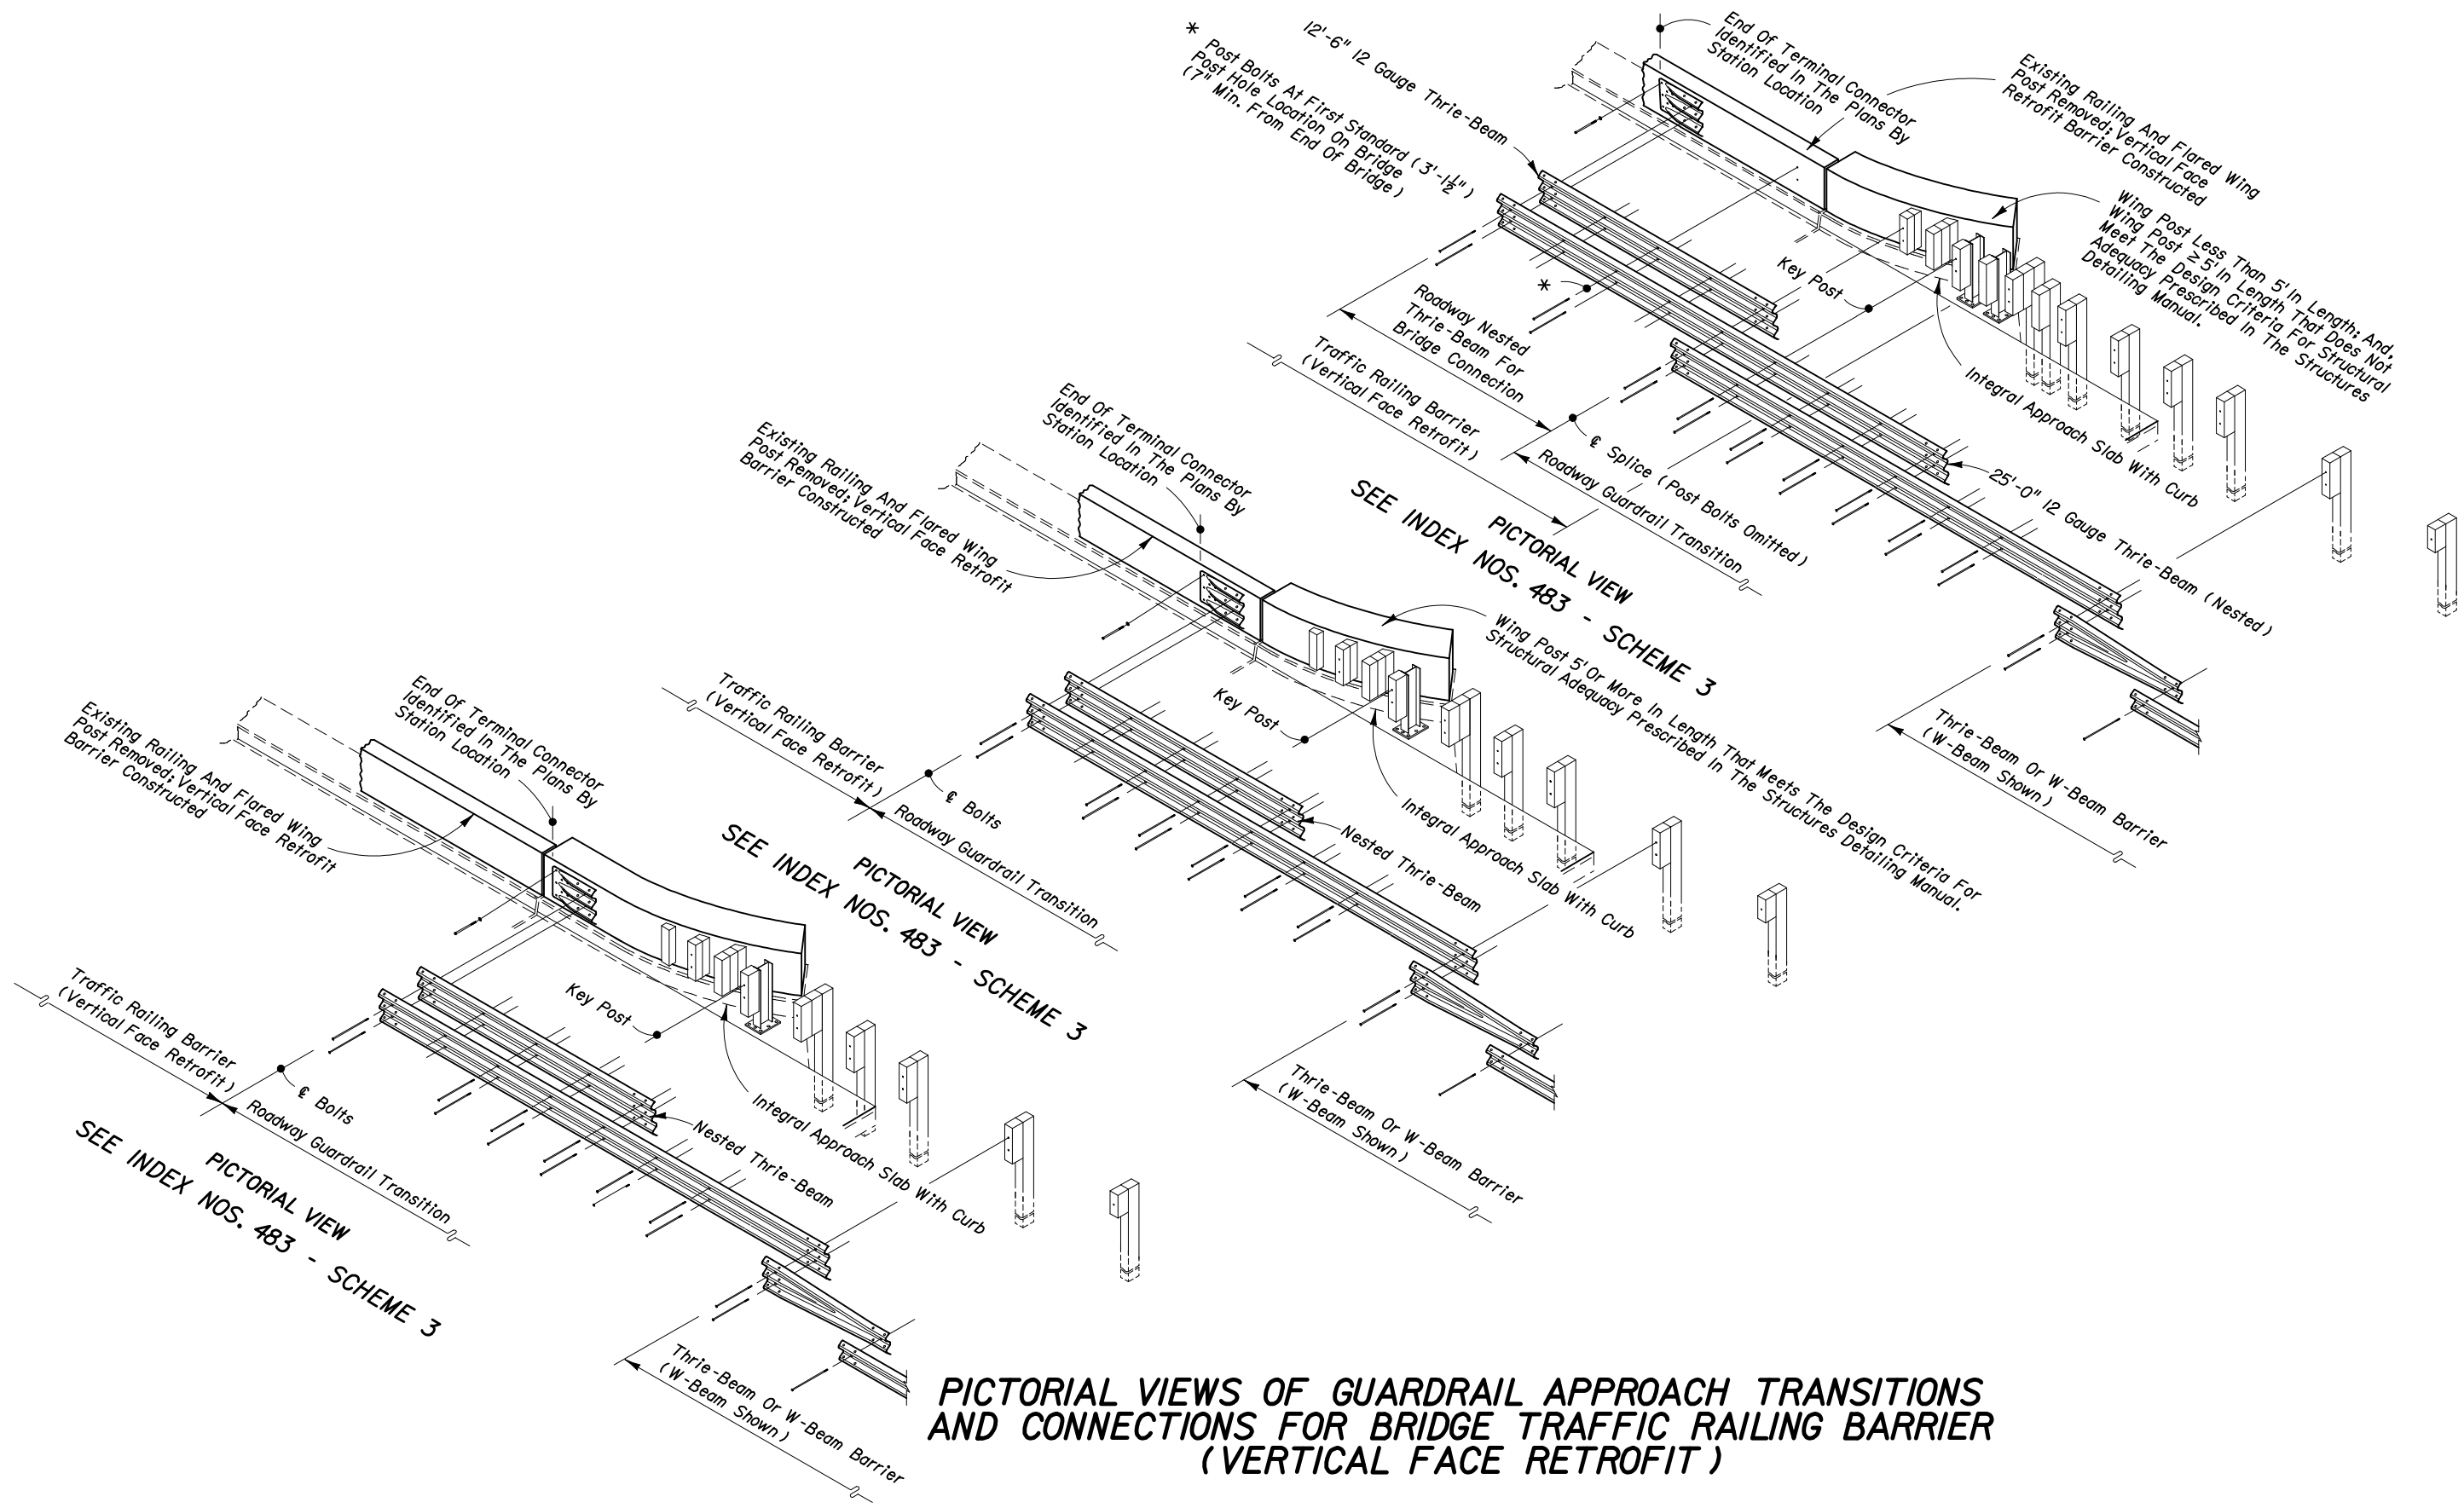 * Post Bolts At First Standard (3'-1½")
Post Hole Location On Bridge
(7" Min. From End Of Bridge)
12'-6" 12 Gauge Thrie-Beam
End Of Terminal Connector
Identified In The Plans By
Station Location
Existing Railing And Flared Wing
Post Removed; Vertical Face
Retrofit Barrier Constructed
Wing Post Less Than 5' In Length; And,
Wing Post ≥ 5' In Length That Does Not
Meet The Design Criteria For Structural
Adequacy Prescribed In The Structures
Detailing Manual.
Key Post
*
Roadway Nested
Thrie-Beam For
Bridge Connection
Traffic Railing Barrier
(Vertical Face Retrofit)
℄ Splice (Post Bolts Omitted)
Roadway Guardrail Transition
Integral Approach Slab With Curb
25'-0" 12 Gauge Thrie-Beam (Nested)
Thrie-Beam Or W-Beam Barrier
(W-Beam Shown)
PICTORIAL VIEW
SEE INDEX NOS. 483 - SCHEME 3
Existing Railing And Flared Wing
Post Removed; Vertical Face Retrofit
Barrier Constructed
End Of Terminal Connector
Identified In The Plans By
Station Location
Wing Post 5' Or More In Length That Meets The Design Criteria For
Structural Adequacy Prescribed In The Structures Detailing Manual.
Key Post
Traffic Railing Barrier
(Vertical Face Retrofit)
℄ Bolts
Roadway Guardrail Transition
Integral Approach Slab With Curb
Nested Thrie-Beam
Thrie-Beam Or W-Beam Barrier
(W-Beam Shown)
PICTORIAL VIEW
SEE INDEX NOS. 483 - SCHEME 3
Existing Railing And Flared Wing
Post Removed; Vertical Face Retrofit
Barrier Constructed
End Of Terminal Connector
Identified In The Plans By
Station Location
Key Post
Traffic Railing Barrier
(Vertical Face Retrofit)
℄ Bolts
Roadway Guardrail Transition
Integral Approach Slab With Curb
Nested Thrie-Beam
Thrie-Beam Or W-Beam Barrier
(W-Beam Shown)
PICTORIAL VIEW
SEE INDEX NOS. 483 - SCHEME 3
PICTORIAL VIEWS OF GUARDRAIL APPROACH TRANSITIONS
AND CONNECTIONS FOR BRIDGE TRAFFIC RAILING BARRIER
(VERTICAL FACE RETROFIT)